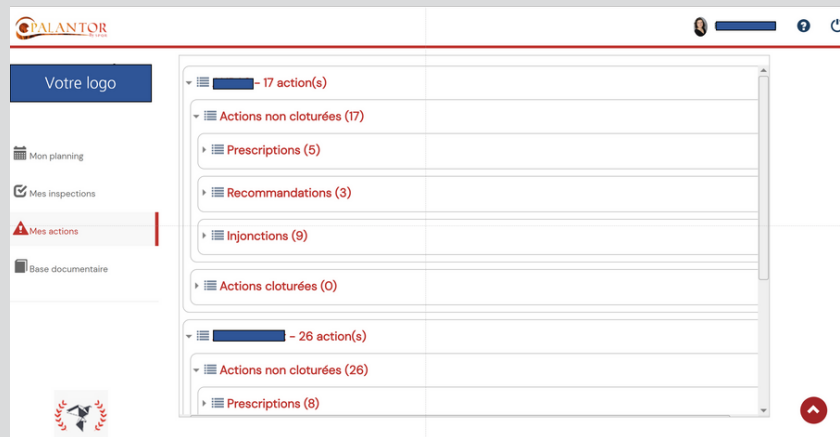 PALANTOR
Votre logo
– 17 action(s)
Actions non cloturées (17)
Prescriptions (5)
Mon planning
Recommandations (3)
Mes inspections
Injonctions (9)
Mes actions
Base documentaire
Actions cloturées (0)
– 26 action(s)
Actions non cloturées (26)
Prescriptions (8)